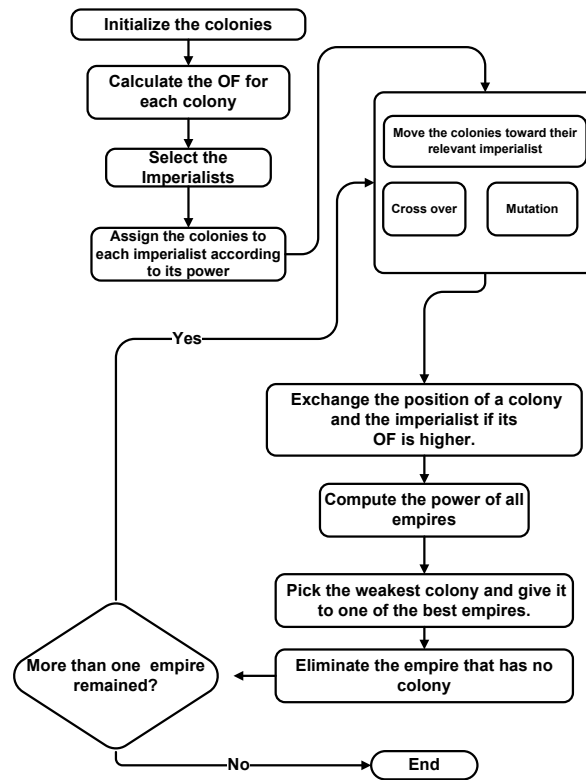 Initialize the colonies
Calculate the OF for
each colony
Select the
Imperialists
Assign the colonies to
each imperialist according
to its power
Move the colonies toward their
relevant imperialist
Cross over
Mutation
Yes
Exchange the position of a colony
and the imperialist if its
OF is higher.
Compute the power of all
empires
Pick the weakest colony and give it
to one of the best empires.
Eliminate the empire that has no
colony
More than one empire
remained?
No
End